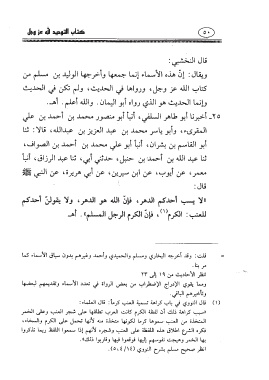 ٥٠
كتاب التوحيد لله عز وجل
قال النخشبي:
ويقال: إنّ هذه الأسماء إنما جمعها وأخرجها الوليد بن مسلم من
كتاب الله عز وجل، ورواها في الحديث، ولم تكن في الحديث
وإنما الحديث هو الذي رواه أبو اليمان. والله أعلم. أهـ.
٢٥ـ أخبرنا أبو طاهر السلفي، أنبأ أبو منصور محمد بن أحمد بن علي
المقرىء، وأبو ياسر محمد بن عبد العزيز بن عبدالله، قالا: ثنا
أبو القاسم بن بشران، أنبأ أبو علي محمد بن أحمد بن الصواف،
ثنا عبد الله بن أحمد بن حنبل، حدثني أبي، ثنا عبد الرزاق، أنبأ
معمر، عن أيوب، عن ابن سيرين، عن أبي هريرة، عن النبي ﷺ
قال:
«لا يسب أحدكم الدهر، فإنّ الله هو الدهر، ولا يقولنّ أحدكم
للعنب: الكرم(١)، فإنّ الكرم الرجل المسلم». أهـ.
= قلت: وقد أخرجه البخاري ومسلم والحميدي وأحمد وغيرهم بدون سياق الأسماء كما
مر بنا.
انظر الأحاديث من ١٩ إلى ٢٣
ومما يقوي الإدراج الإضطراب من بعض الرواة في تعداد الأسماء وتقديمهم لبعضها
وتأخيرهم الباقي.
(١) قال النووي في باب كراهة تسمية العنب كرماً: قال العلماء:
«سبب كراهة ذلك أن لفظة الكرم كانت العرب تطلقها على شجر العنب وعلى الخمر
المتخذة من العنب سموها كرما لكونها متخذة منه ولأنها تحمل على الكرم والسخاء،
فكره الشرع اطلاق هذه اللفظة على العنب وشجره لأنهم إذا سمعوا اللفظ ربما تذكروا
بها الخمر وهيجت نفوسهم إليها فوقعوا فيها وقاربوا ذلك».
انظر صحيح مسلم بشرح النووي (٤/١٥)